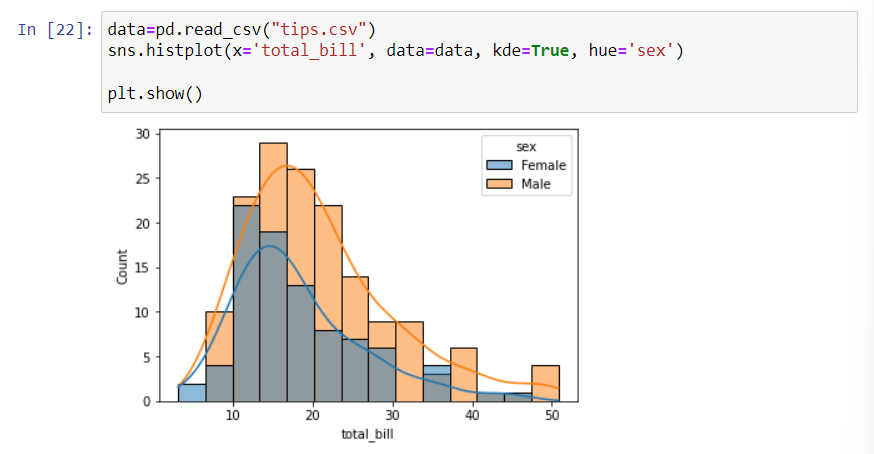 In [22]: data=pd.read_csv("tips.csv")
sns.histplot(x='total_bill', data=data, kde=True, hue='sex')
plt.show()
30
25
20
15
10
5
0
Count
sex
Female
Male
10 20 30 40 50
total_bill